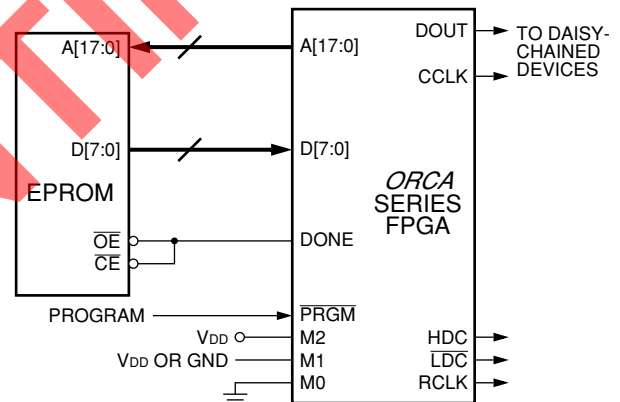 A[17:0]
D[7:0]
EPROM
OE
CE
PROGRAM
VDD
VDD OR GND
A[17:0]
D[7:0]
DONE
PRGM
M2
M1
M0
ORCA
SERIES
FPGA
DOUT
CCLK
HDC
LDC
RCLK
TO DAISY-
CHAINED
DEVICES